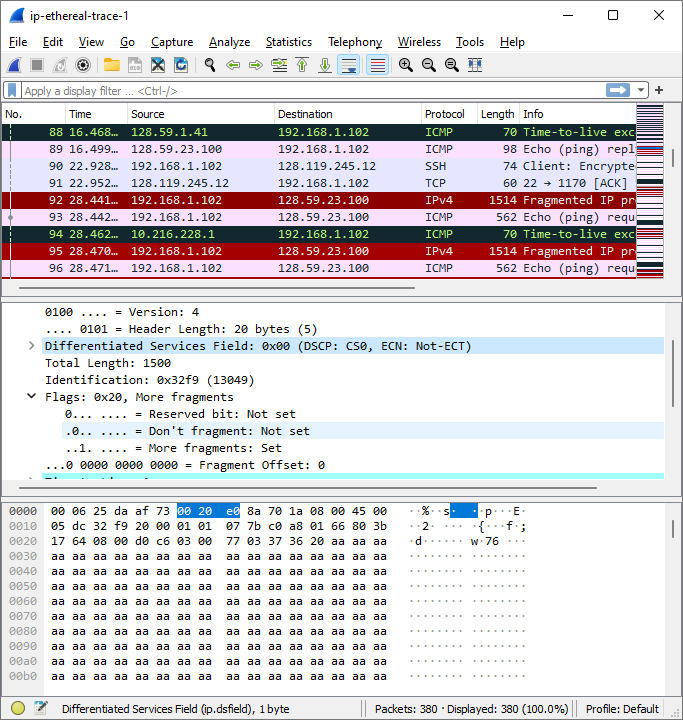 ip-ethereal-trace-1
File Edit View Go Capture Analyze Statistics Telephony Wireless Tools Help
Apply a display filter ... <Ctrl-/>
No. Time Source Destination Protocol Length Info
88 16.468… 128.59.1.41 192.168.1.102 ICMP 70 Time-to-live exc
89 16.499… 128.59.23.100 192.168.1.102 ICMP 98 Echo (ping) repl
90 22.928… 192.168.1.102 128.119.245.12 SSH 74 Client: Encrypte
91 22.952… 128.119.245.12 192.168.1.102 TCP 60 22 → 1170 [ACK]
92 28.441… 192.168.1.102 128.59.23.100 IPv4 1514 Fragmented IP pr
93 28.442… 192.168.1.102 128.59.23.100 ICMP 562 Echo (ping) requ
94 28.462… 10.216.228.1 192.168.1.102 ICMP 70 Time-to-live exc
95 28.470… 192.168.1.102 128.59.23.100 IPv4 1514 Fragmented IP pr
96 28.471… 192.168.1.102 128.59.23.100 ICMP 562 Echo (ping) requ
0100 .... = Version: 4
.... 0101 = Header Length: 20 bytes (5)
Differentiated Services Field: 0x00 (DSCP: CS0, ECN: Not-ECT)
Total Length: 1500
Identification: 0x32f9 (13049)
Flags: 0x20, More fragments
0... .... = Reserved bit: Not set
.0.. .... = Don't fragment: Not set
..1. .... = More fragments: Set
...0 0000 0000 0000 = Fragment Offset: 0
0000 00 06 25 da af 73 00 20 e0 8a 70 1a 08 00 45 00 ··%··s· ··p···E·
0010 05 dc 32 f9 20 00 01 01 07 7b c0 a8 01 66 80 3b ··2· ··· ·{···f·;
0020 17 64 08 00 d0 c6 03 00 77 03 37 36 20 aa aa aa ·d······ w·76 ···
0030 aa aa aa aa aa aa aa aa aa aa aa aa aa aa aa aa ········ ········
0040 aa aa aa aa aa aa aa aa aa aa aa aa aa aa aa aa ········ ········
0050 aa aa aa aa aa aa aa aa aa aa aa aa aa aa aa aa ········ ········
0060 aa aa aa aa aa aa aa aa aa aa aa aa aa aa aa aa ········ ········
0070 aa aa aa aa aa aa aa aa aa aa aa aa aa aa aa aa ········ ········
0080 aa aa aa aa aa aa aa aa aa aa aa aa aa aa aa aa ········ ········
0090 aa aa aa aa aa aa aa aa aa aa aa aa aa aa aa aa ········ ········
00a0 aa aa aa aa aa aa aa aa aa aa aa aa aa aa aa aa ········ ········
00b0 aa aa aa aa aa aa aa aa aa aa aa aa aa aa aa aa ········ ········
Differentiated Services Field (ip.dsfield), 1 byte Packets: 380 · Displayed: 380 (100.0%) Profile: Default